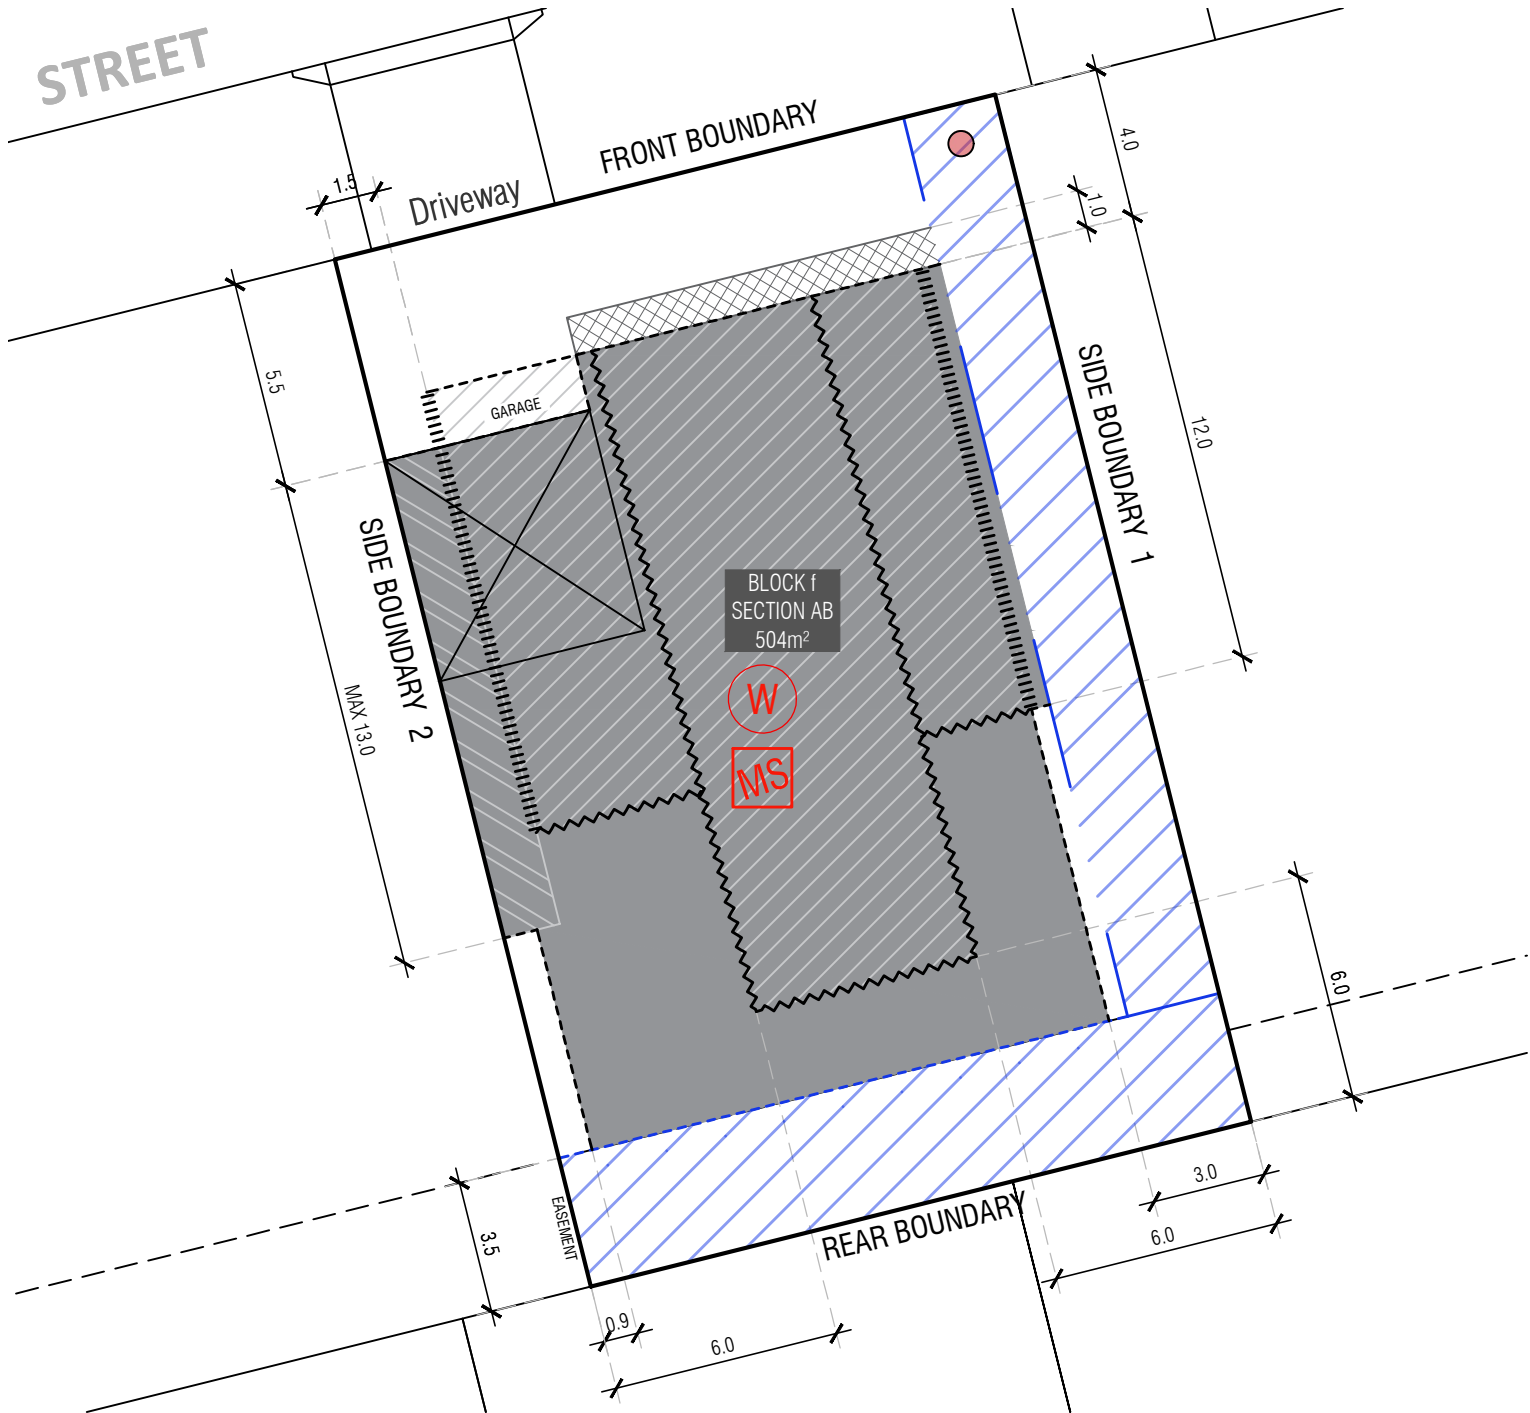 STREET
FRONT BOUNDARY
4.0
1.5
Driveway
1.0
5.5
GARAGE
SIDE BOUNDARY 1
12.0
SIDE BOUNDARY 2
BLOCK f
SECTION AB
504m²
W
MAX 13.0
MS
6.0
3.0
EASEMENT
REAR BOUNDARY
6.0
3.5
0.9
6.0